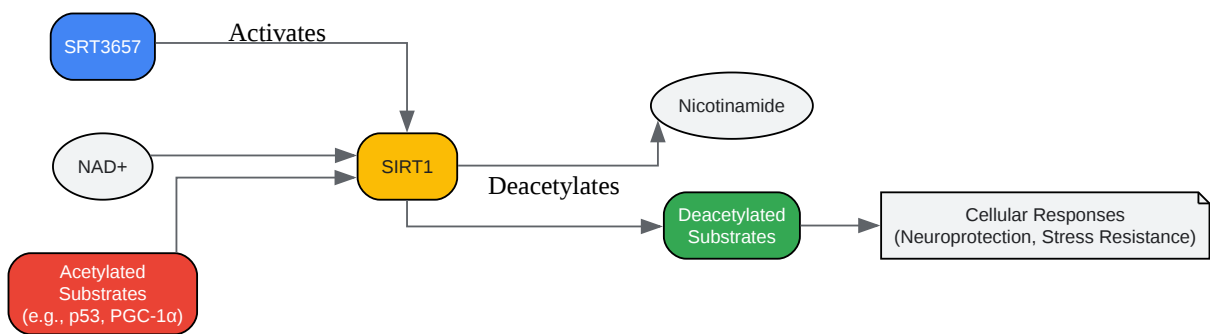 SRT3657
Activates
NAD+
SIRT1
Nicotinamide
Deacetylates
Acetylated
Substrates
(e.g., p53, PGC-1α)
Deacetylated
Substrates
Cellular Responses
(Neuroprotection, Stress Resistance)